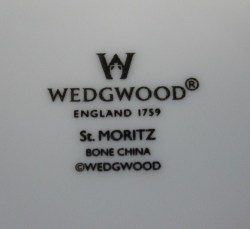 W
WEDGWOOD®
ENGLAND 1759
St. MORITZ
BONE CHINA
©WEDGWOOD